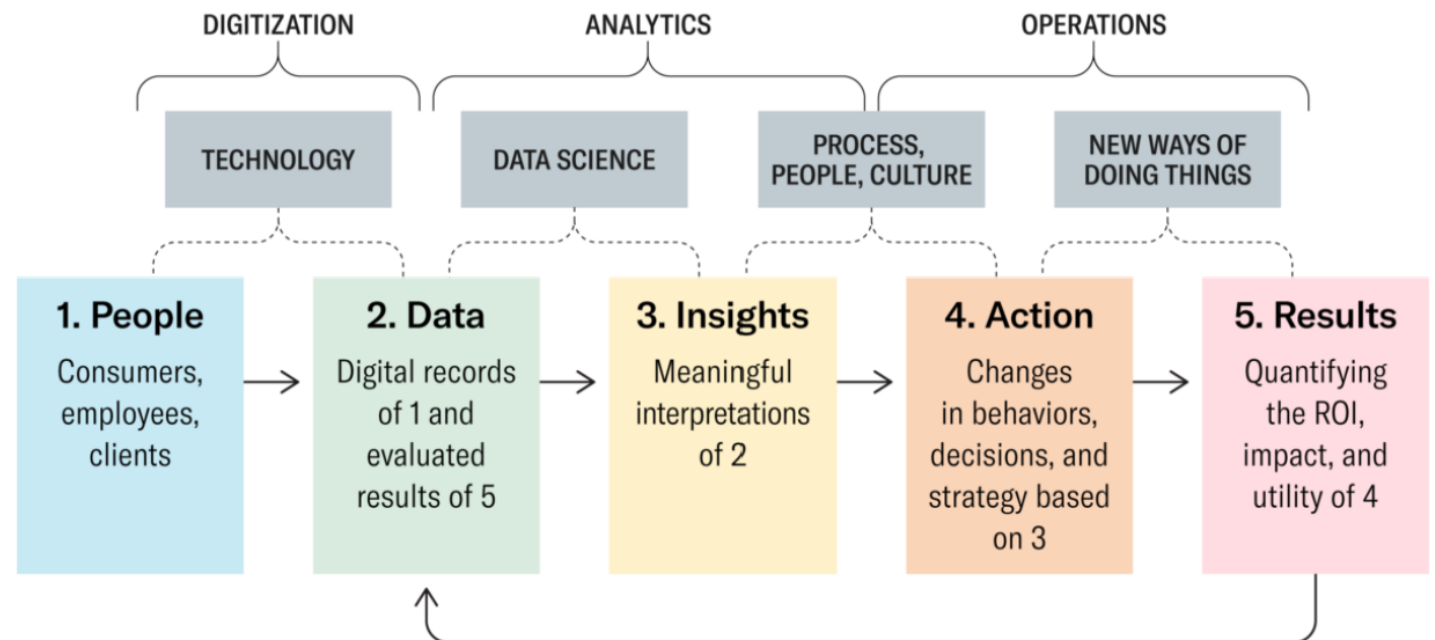 DIGITIZATION
ANALYTICS
OPERATIONS
TECHNOLOGY
DATA SCIENCE
PROCESS,
PEOPLE, CULTURE
NEW WAYS OF
DOING THINGS
1. People
Consumers,
employees,
clients
2. Data
Digital records
of 1 and
evaluated
results of 5
3. Insights
Meaningful
interpretations
of 2
4. Action
Changes
in behaviors,
decisions, and
strategy based
on 3
5. Results
Quantifying
the ROI,
impact, and
utility of 4